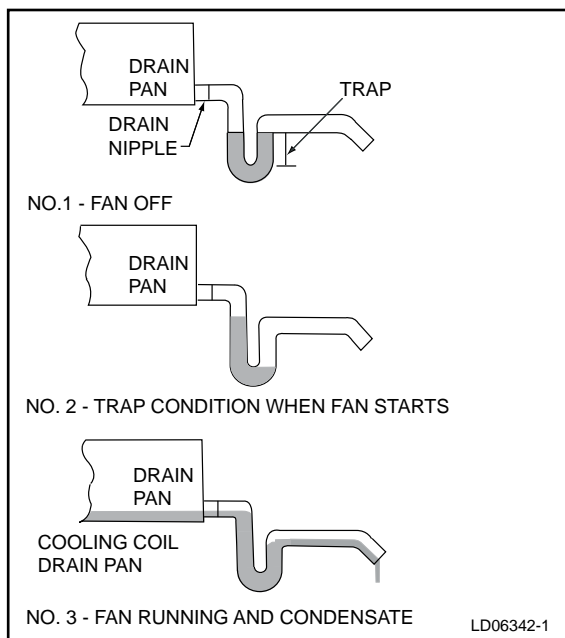 DRAIN
PAN
TRAP
DRAIN
NIPPLE
NO.1 - FAN OFF
DRAIN
PAN
NO. 2 - TRAP CONDITION WHEN FAN STARTS
DRAIN
PAN
COOLING COIL
DRAIN PAN
NO. 3 - FAN RUNNING AND CONDENSATE
LD06342-1